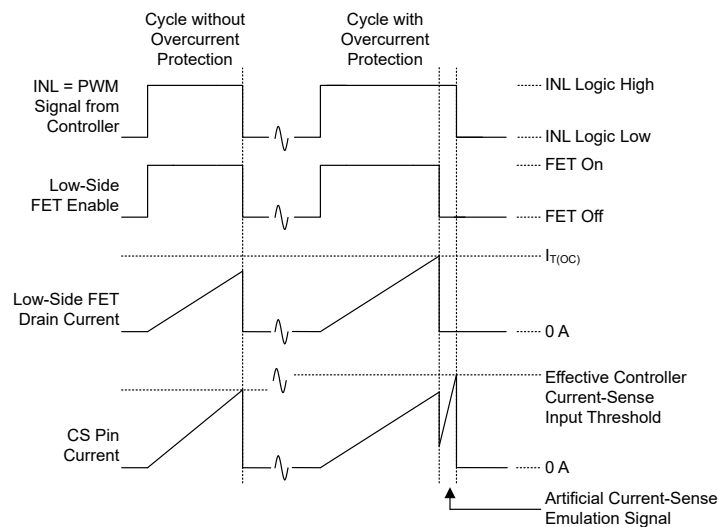 Cycle without
Overcurrent
Protection
Cycle with
Overcurrent
Protection
INL = PWM
Signal from
Controller
INL Logic High
INL Logic Low
Low-Side
FET Enable
FET On
FET Off
Low-Side FET
Drain Current
IT(OC)
0 A
CS Pin
Current
Effective Controller
Current-Sense
Input Threshold
0 A
Artificial Current-Sense
Emulation Signal